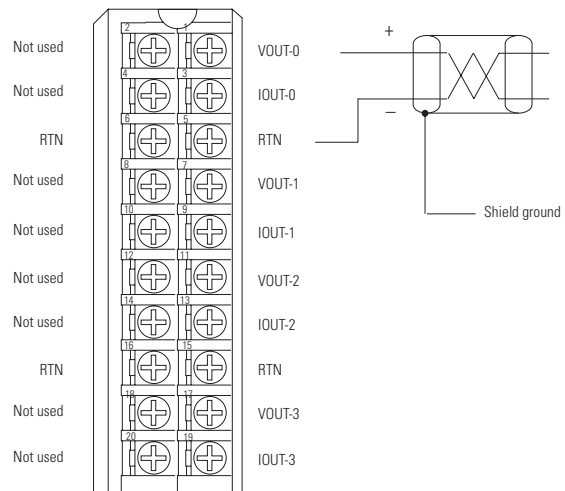 2 1
Not used VOUT-0 +
4 3
Not used IOUT-0
6 5 –
RTN RTN
8 7
Not used VOUT-1
Shield ground
10 9
Not used IOUT-1
12 11
Not used VOUT-2
14 13
Not used IOUT-2
16 15
RTN RTN
18 17
Not used VOUT-3
20 19
Not used IOUT-3